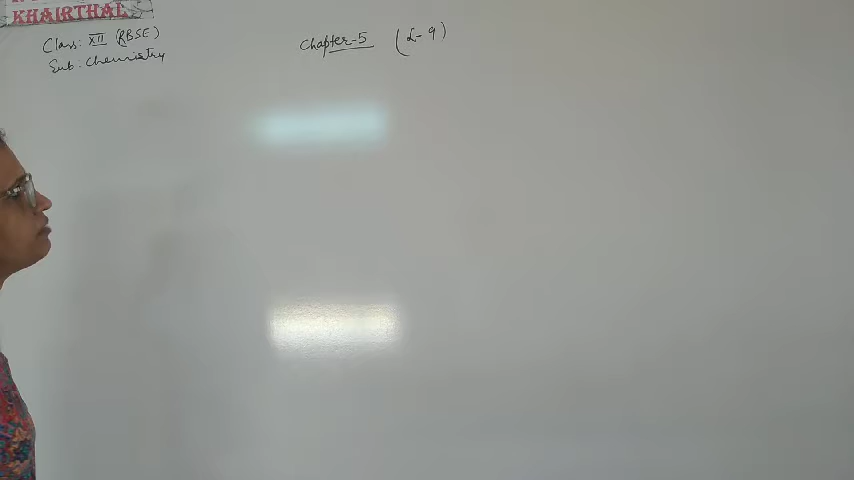 KHAIRTHAL
Class: XII (RBSE)
Sub: Chemistry
Chapter-5 (L-9)